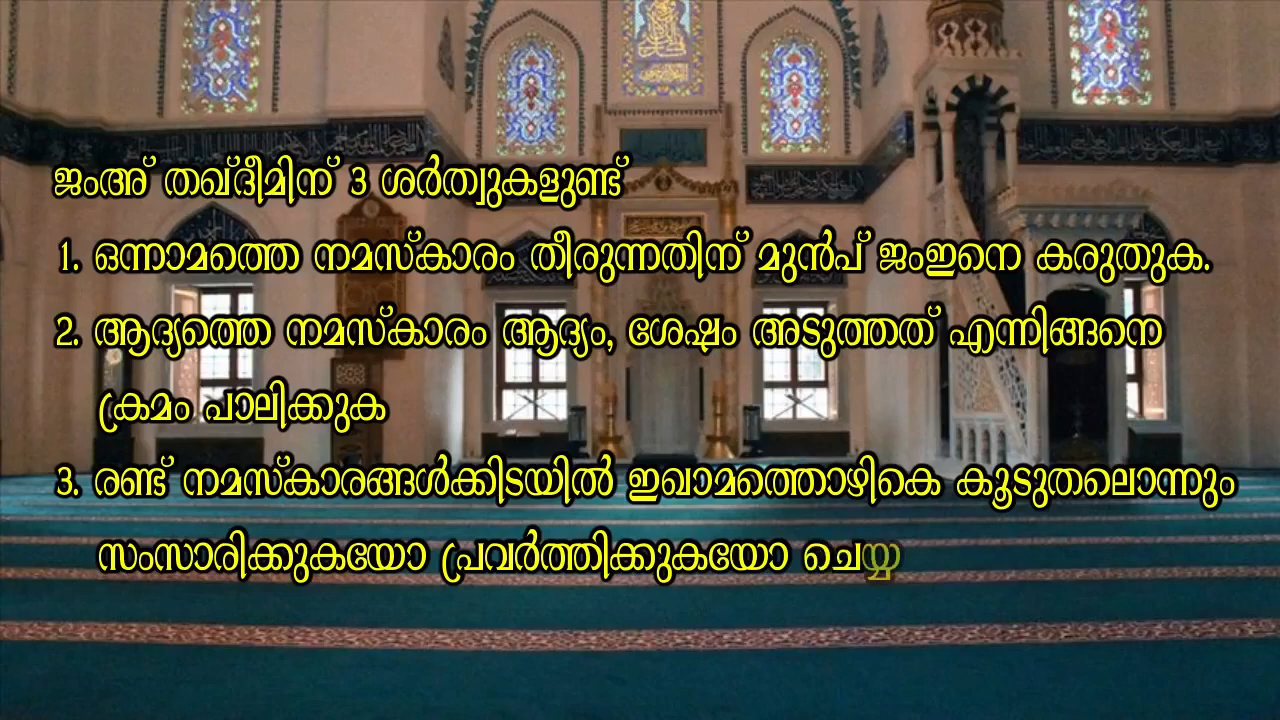 ജംഅ് തഖ്ദീമിന് 3 ശർത്വുകളുണ്ട്
1. ഒന്നാമത്തെ നമസ്കാരം തീരുന്നതിന് മുൻപ് ജംഇനെ കരുതുക.
2. ആദ്യത്തെ നമസ്കാരം ആദ്യം, ശേഷം അടുത്തത് എന്നിങ്ങനെ
ക്രമം പാലിക്കുക
3. രണ്ട് നമസ്കാരങ്ങൾക്കിടയിൽ ഇഖാമത്തൊഴികെ കൂടുതലൊന്നും
സംസാരിക്കുകയോ പ്രവർത്തിക്കുകയോ ചെയ്യ